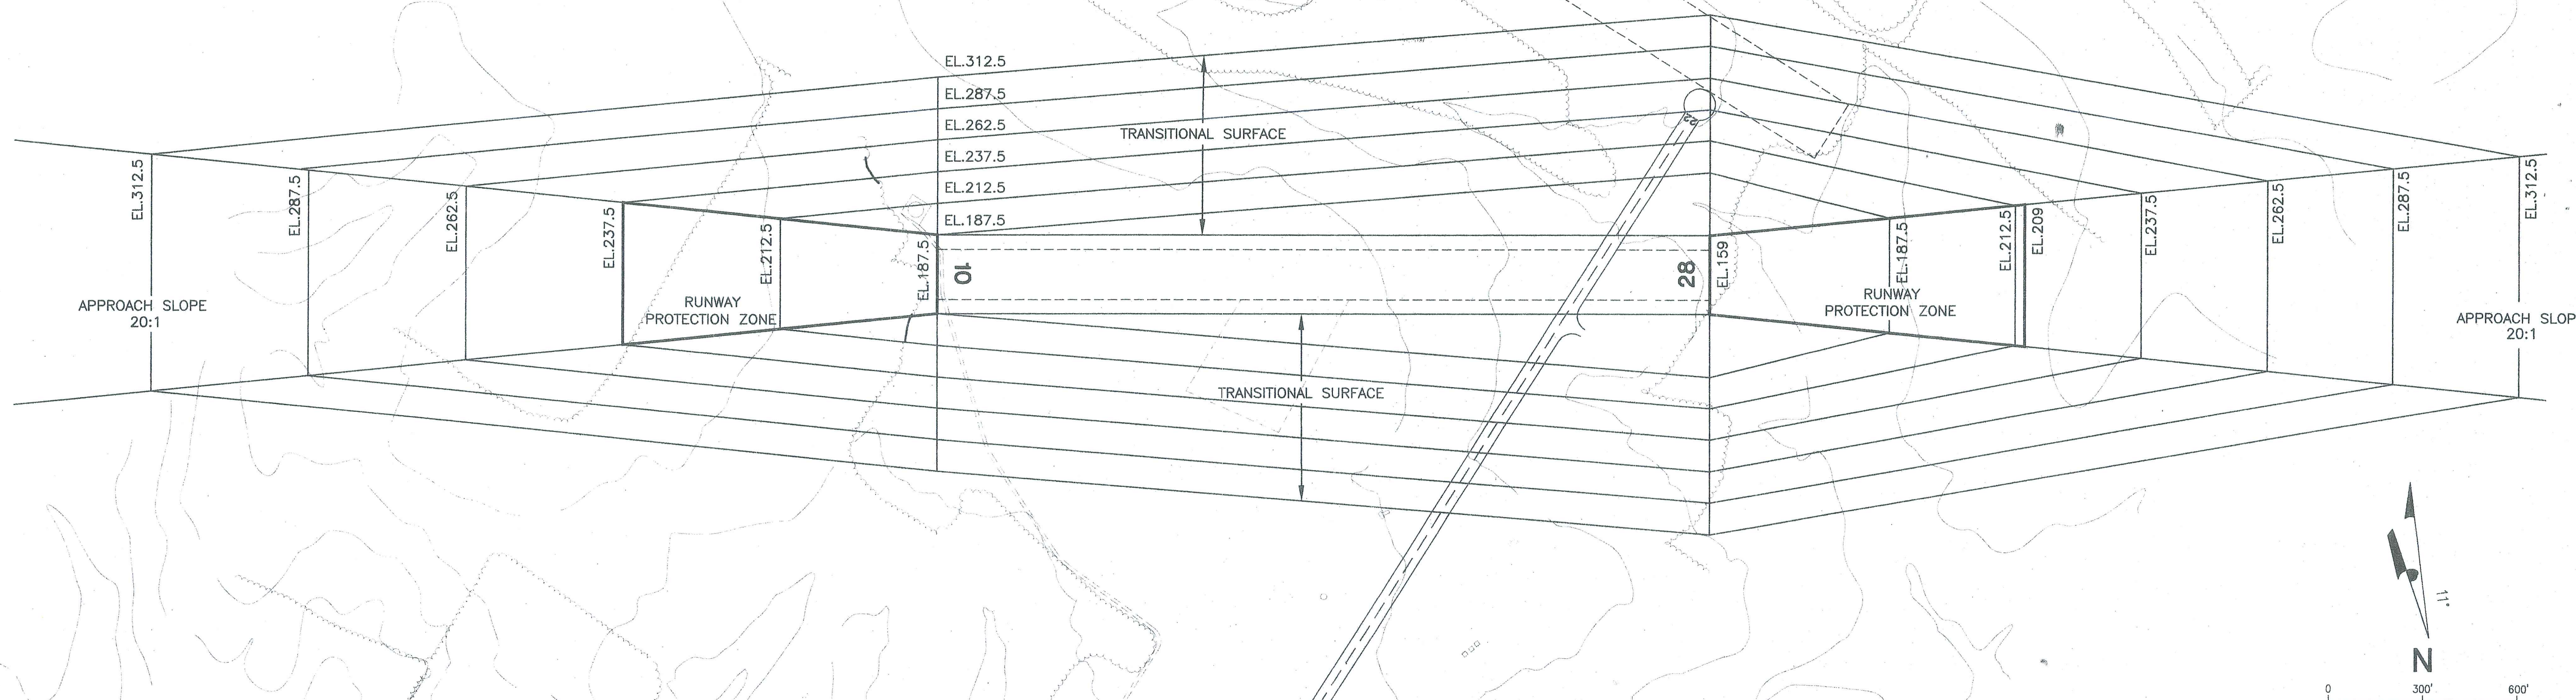 EL.312.5
EL.287.5
EL.262.5
EL.237.5
EL.212.5
EL.187.5
TRANSITIONAL SURFACE
EL.312.5
EL.287.5
EL.262.5
EL.237.5
EL.212.5
EL.187.5
10
28
EL.159
EL.187.5
EL.212.5
EL.209
EL.237.5
EL.262.5
EL.287.5
EL.312.5
APPROACH SLOPE
20:1
RUNWAY
PROTECTION ZONE
RUNWAY
PROTECTION ZONE
APPROACH SLOP
20:1
TRANSITIONAL SURFACE
11°
N
0 300' 600'